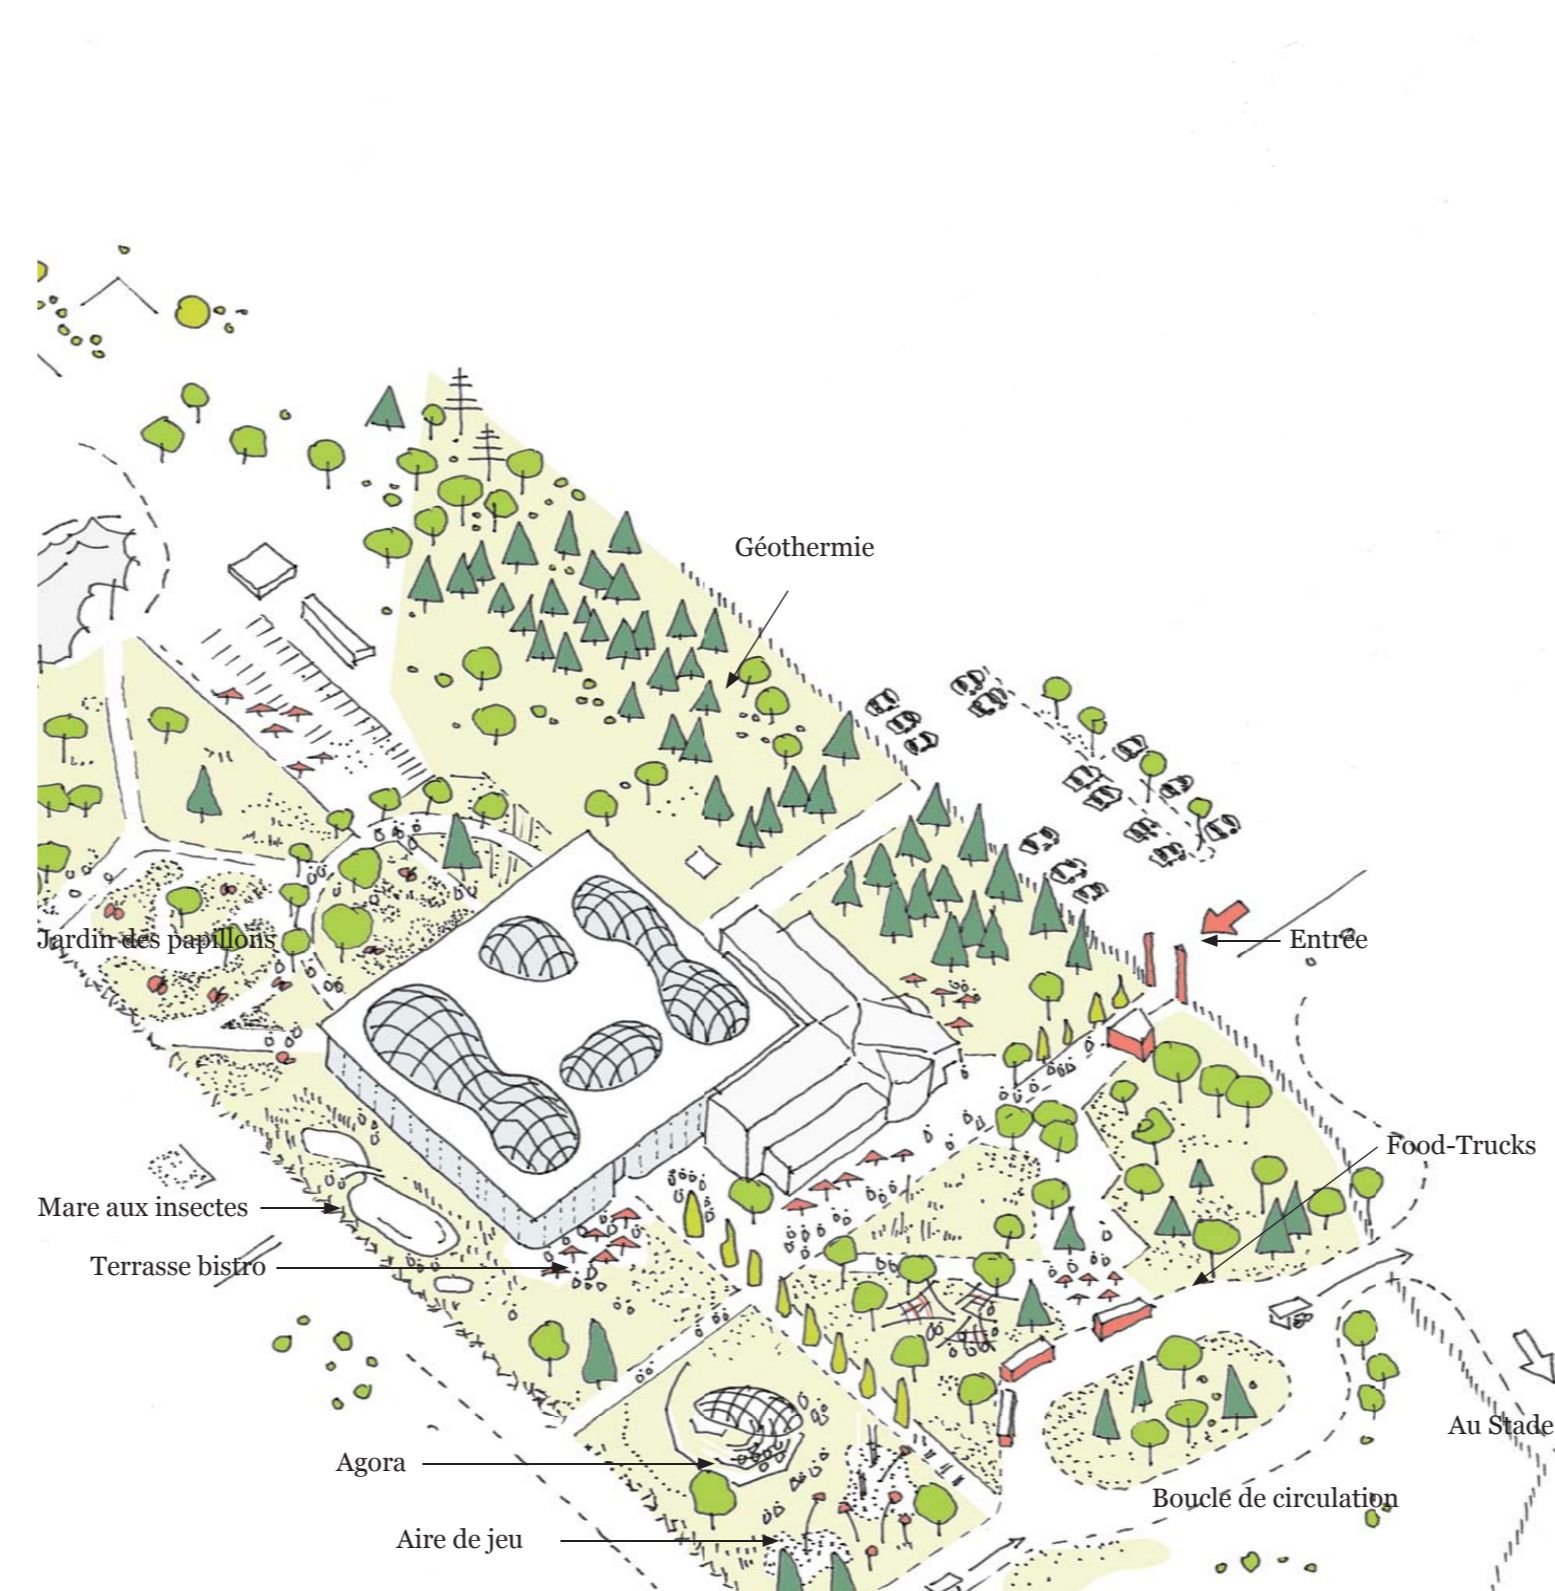 Géothermie
Jardin des papillons
Entrée
Food-Trucks
Mare aux insectes
Terrasse bistro
Au Stade
Agora
Boucle de circulation
Aire de jeu